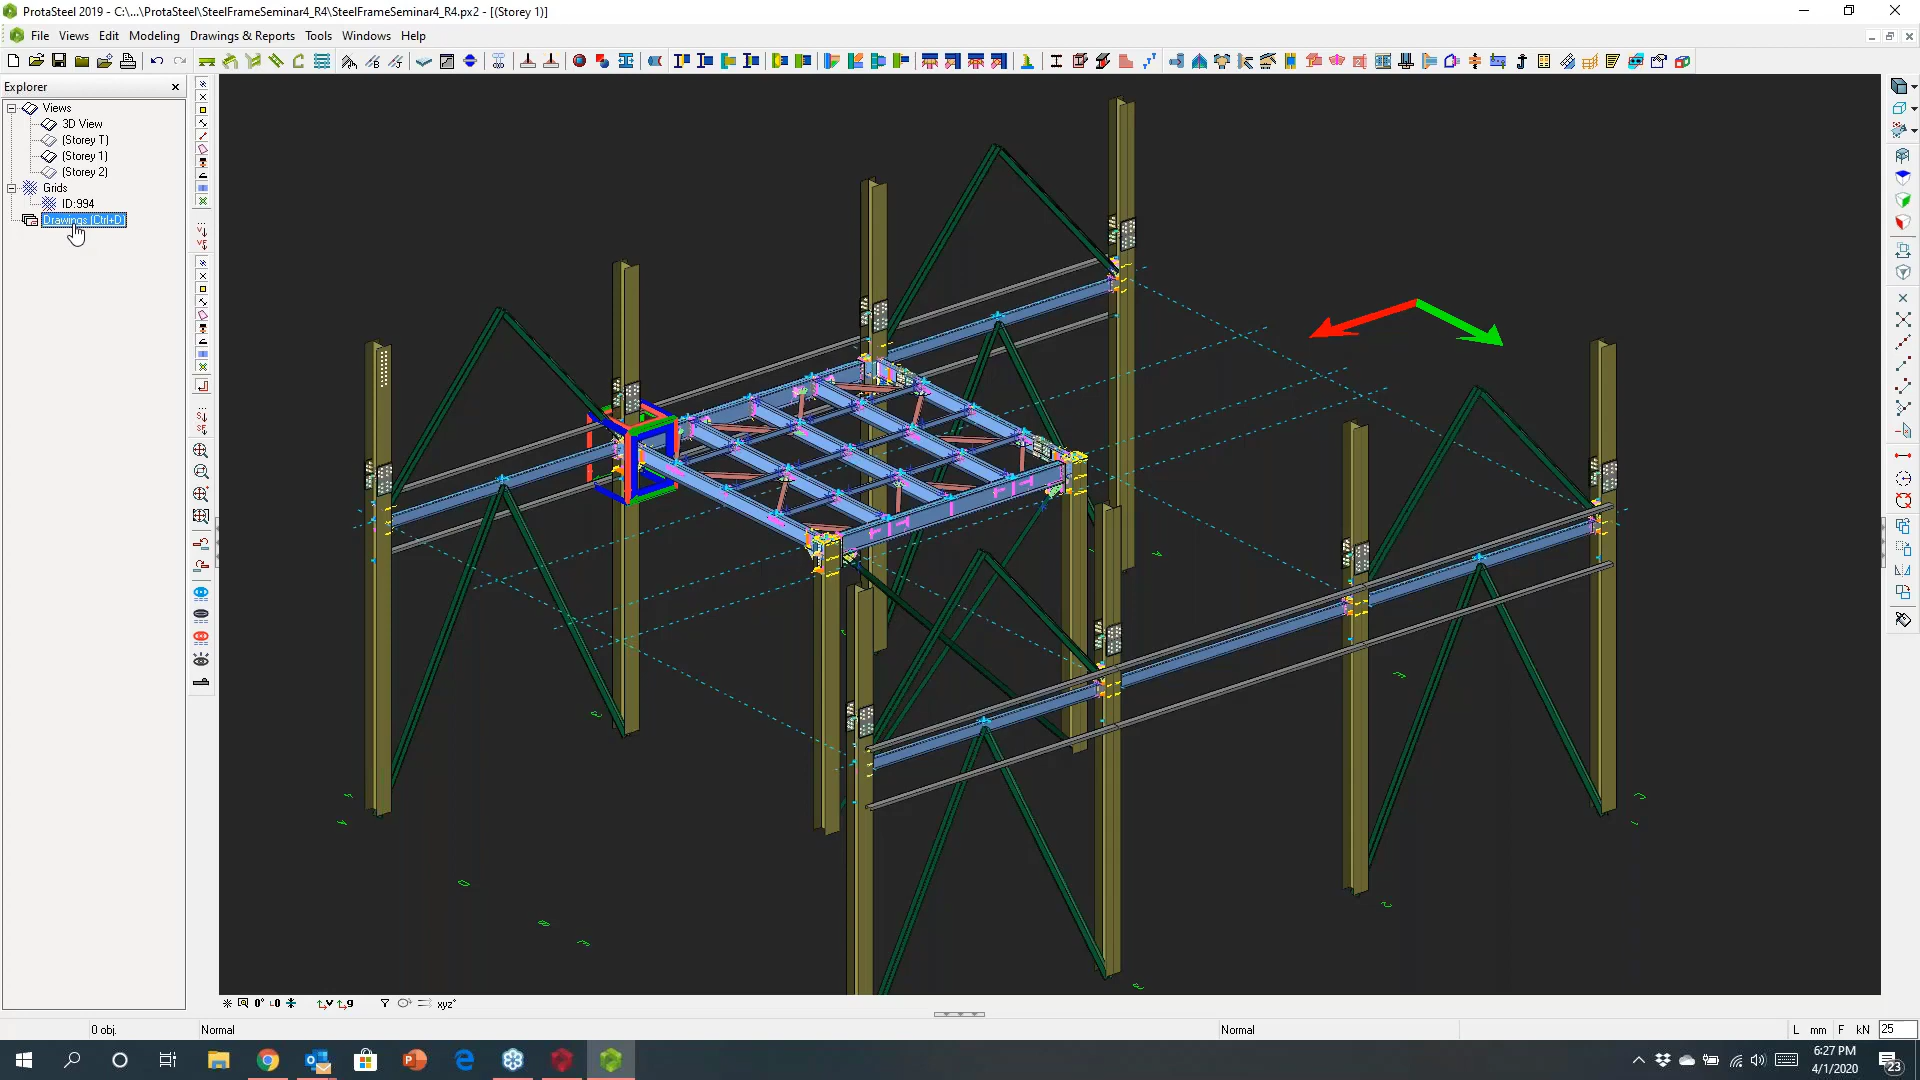 ProtaSteel 2019 - C:\...\ProtaSteel\SteelFrameSeminar4_R4\SteelFrameSeminar4_R4.px2 - [(Storey 1)]
File Views Edit Modeling Drawings & Reports Tools Windows Help
Explorer
Views
3D View
(Storey T)
(Storey 1)
(Storey 2)
Grids
ID:994
Drawings (Ctrl+D)
xyz
0 obj.
Normal
Normal
L mm F kN 25
6:27 PM
4/1/2020
23